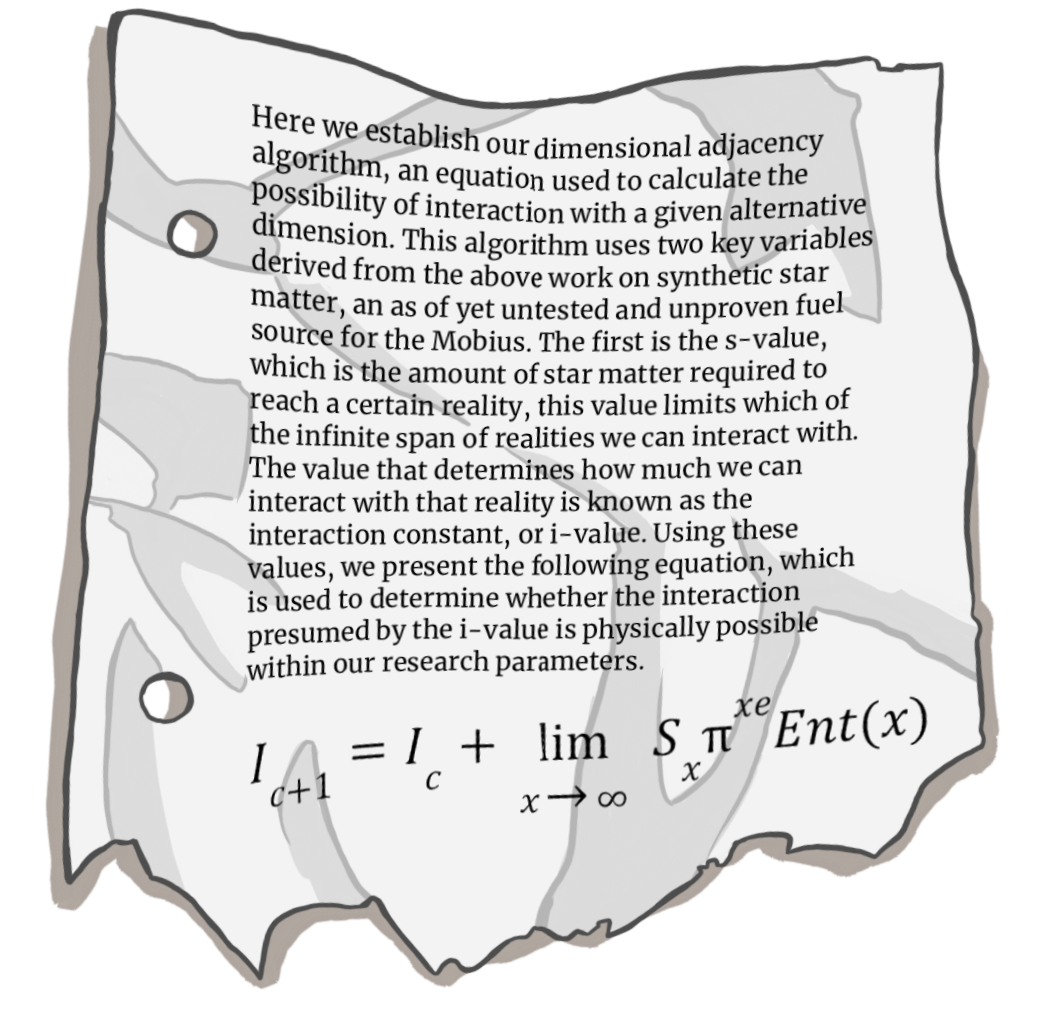 Here we establish our dimensional adjacency
algorithm, an equation used to calculate the
possibility of interaction with a given alternative
dimension. This algorithm uses two key variables
derived from the above work on synthetic star
matter, an as of yet untested and unproven fuel
source for the Mobius. The first is the s-value,
which is the amount of star matter required to
reach a certain reality, this value limits which of
the infinite span of realities we can interact with.
The value that determines how much we can
interact with that reality is known as the
interaction constant, or i-value. Using these
values, we present the following equation, which
is used to determine whether the interaction
presumed by the i-value is physically possible
within our research parameters.
I_{c+1} = I_c + lim_{x→∞} S_x π^{xe} Ent(x)